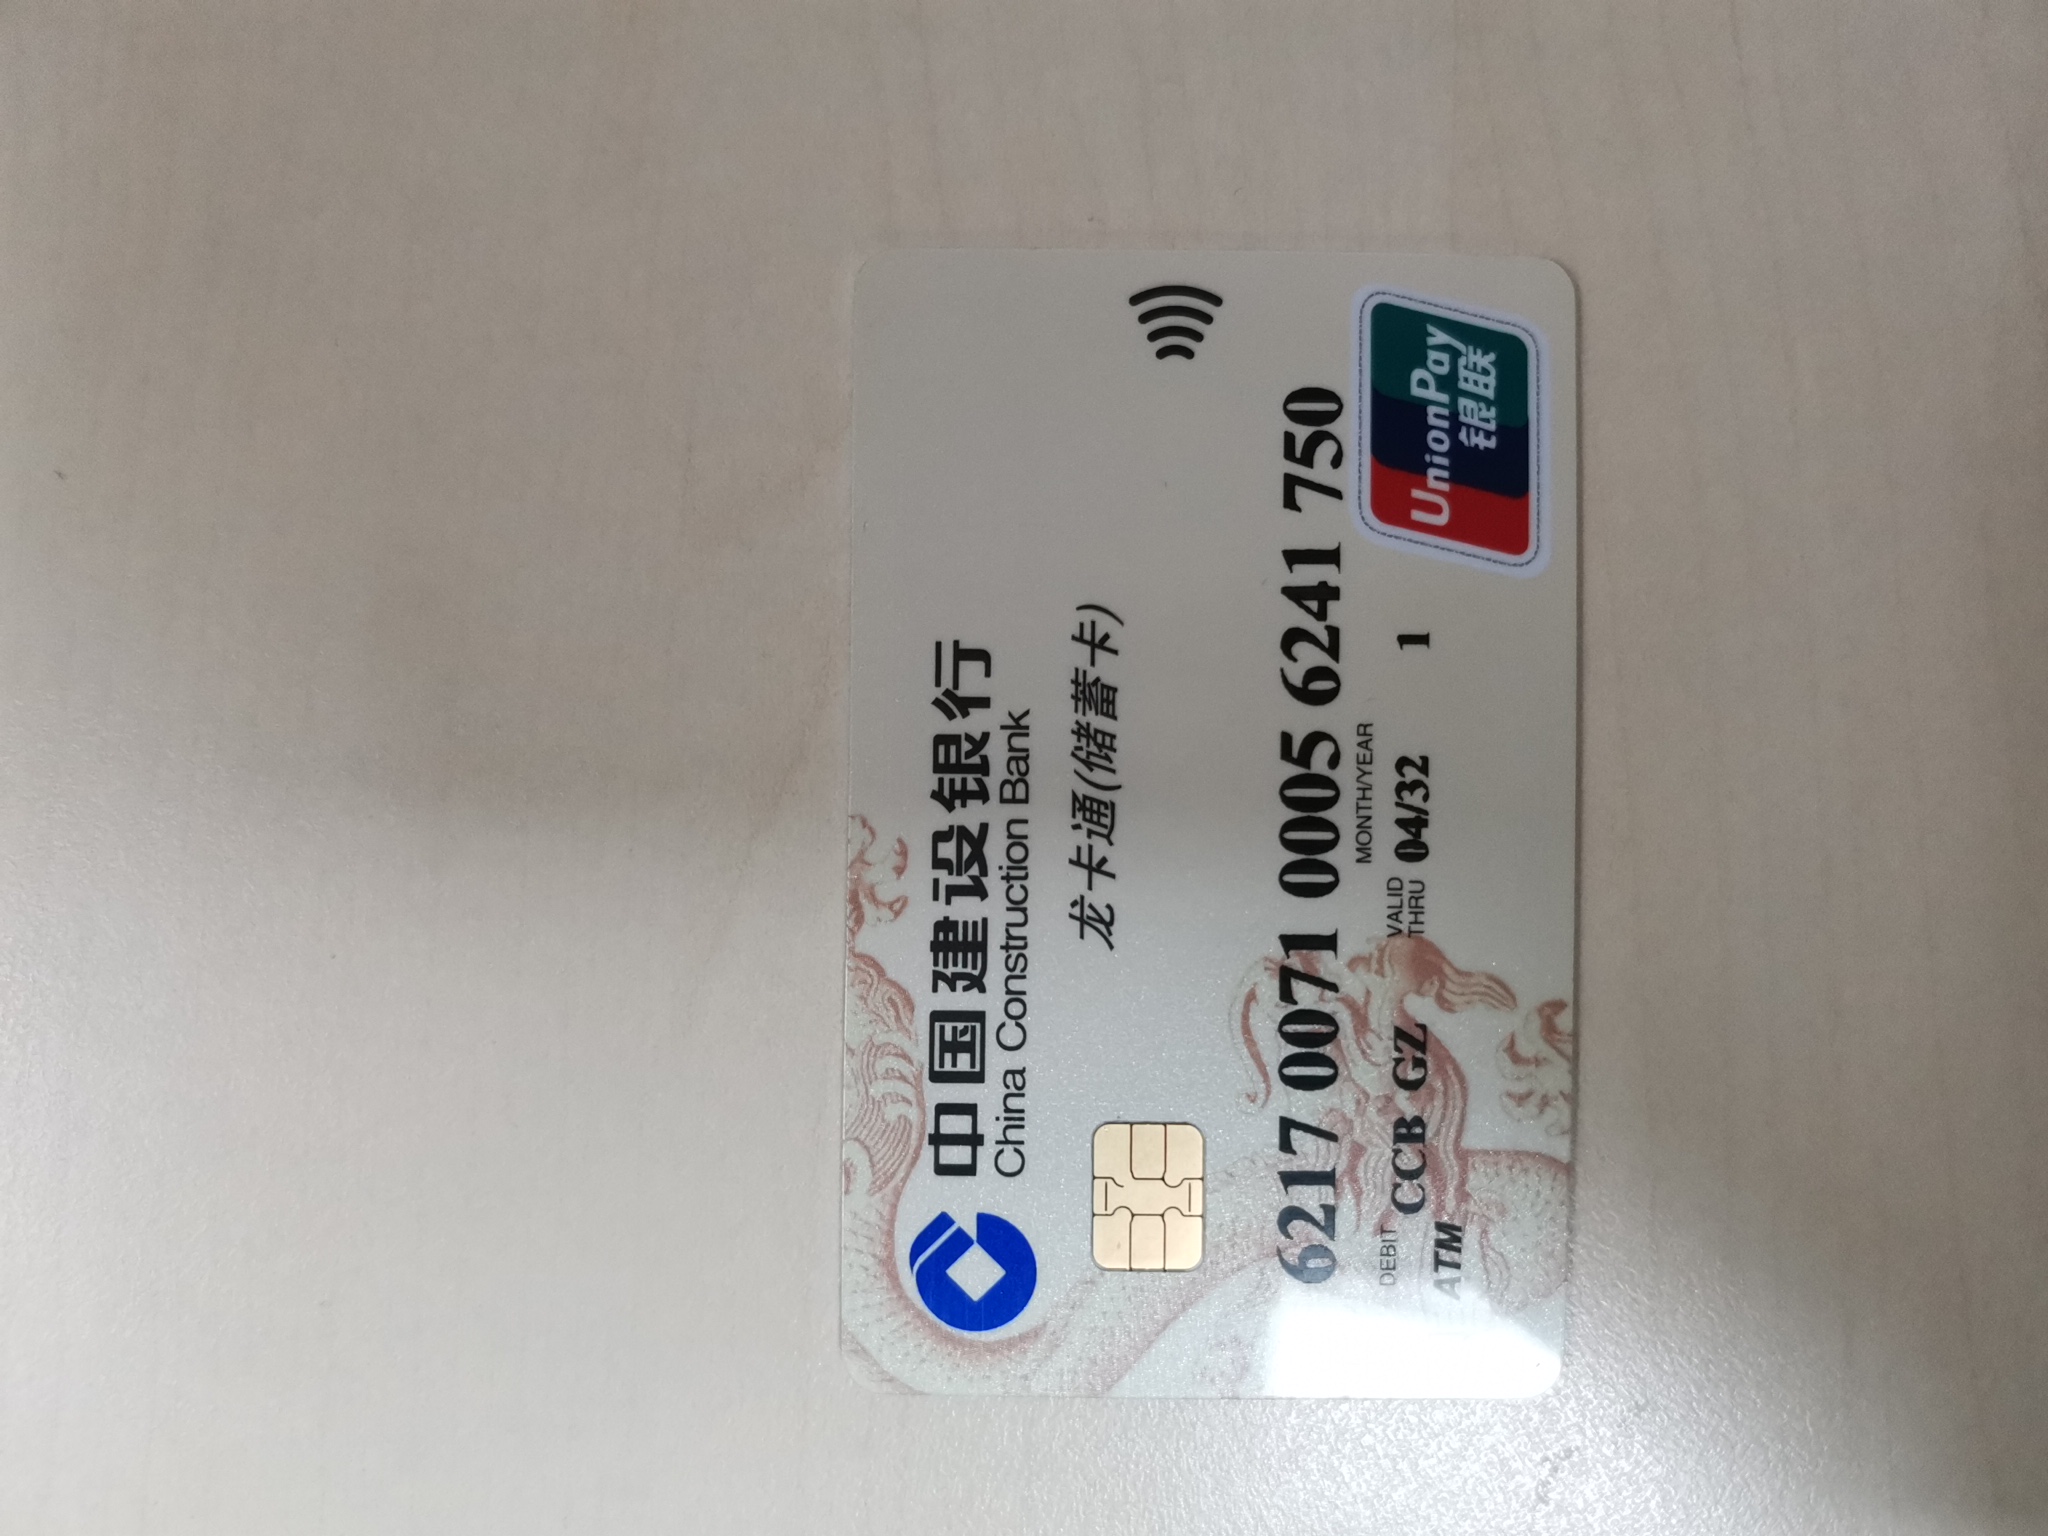 中国建设银行
China Construction Bank
龙卡通(储蓄卡)
6217 0071 0005 6241 750
MONTH/YEAR
DEBIT CCB GZ VALID THRU 04/32 1
ATM
UnionPay
银联